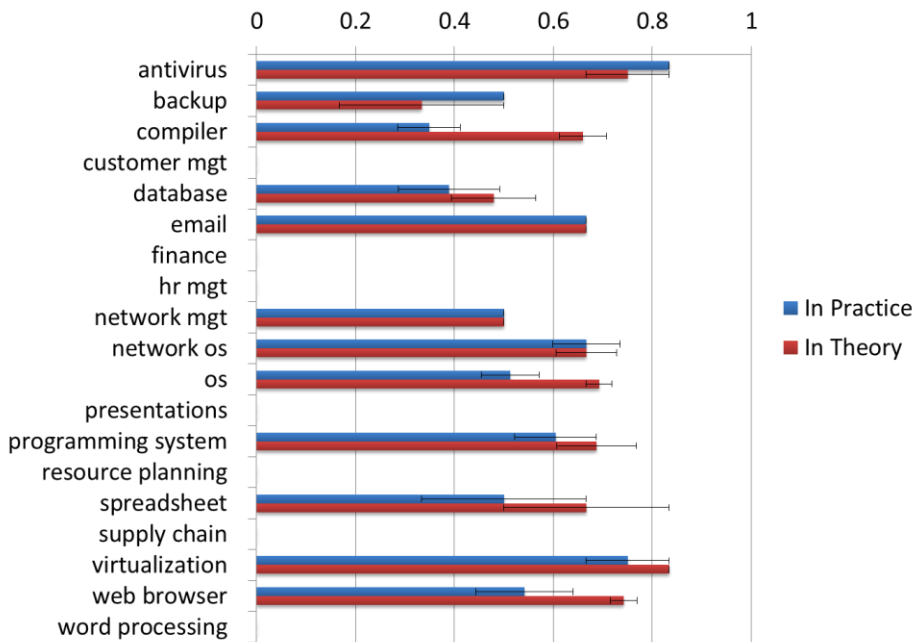 0 0.2 0.4 0.6 0.8 1
antivirus
backup
compiler
customer mgt
database
email
finance
hr mgt
network mgt
network os
os
presentations
programming system
resource planning
spreadsheet
supply chain
virtualization
web browser
word processing
In Practice
In Theory